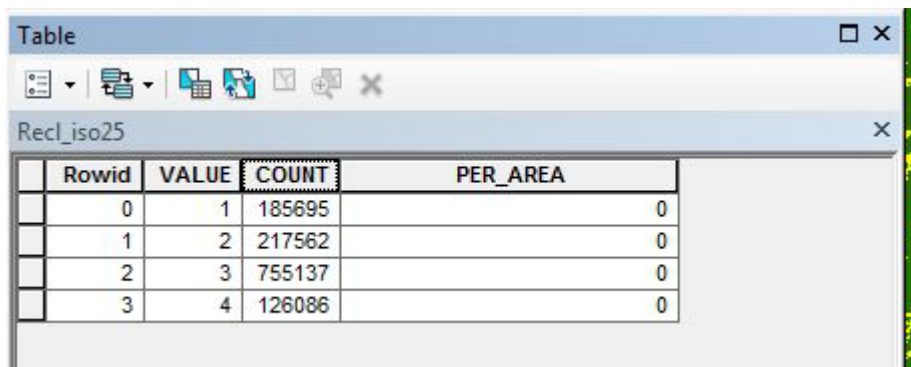 Table
Recl_iso25
Rowid VALUE COUNT PER_AREA
0 1 185695 0
1 2 217562 0
2 3 755137 0
3 4 126086 0